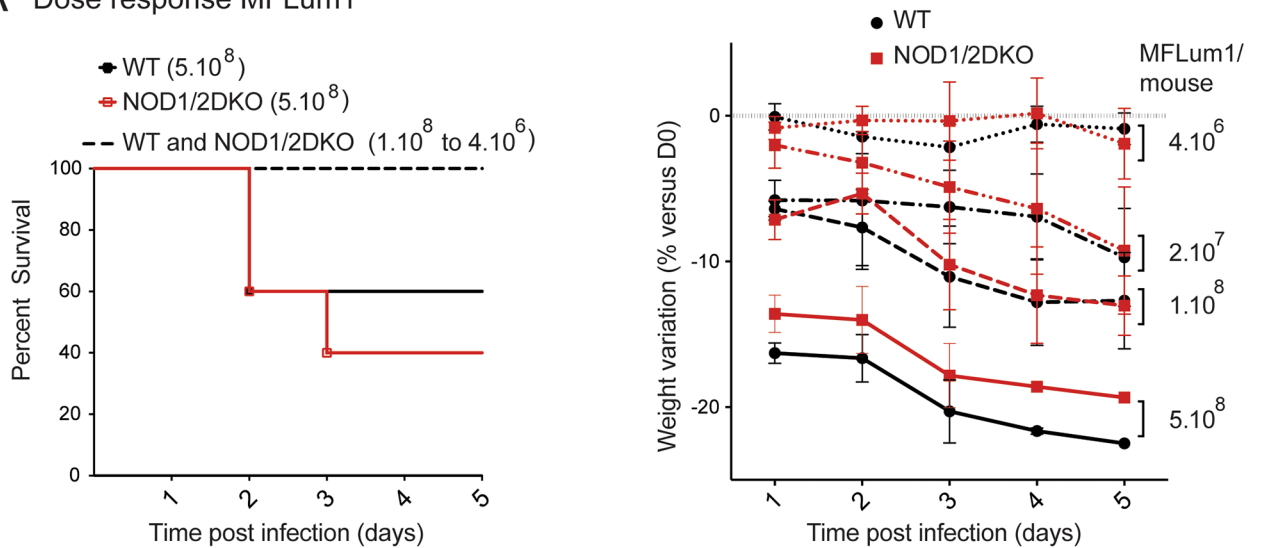 A Dose response MFLum1
WT (5.10⁸)
NOD1/2DKO (5.10⁸)
WT and NOD1/2DKO (1.10⁸ to 4.10⁶)
100
80
60
40
20
0
Percent Survival
1 2 3 4 5
Time post infection (days)
WT
NOD1/2DKO
MFLum1/
mouse
0
-10
-20
Weight variation (% versus D0)
4.10⁶
2.10⁷
1.10⁸
5.10⁸
1 2 3 4 5
Time post infection (days)